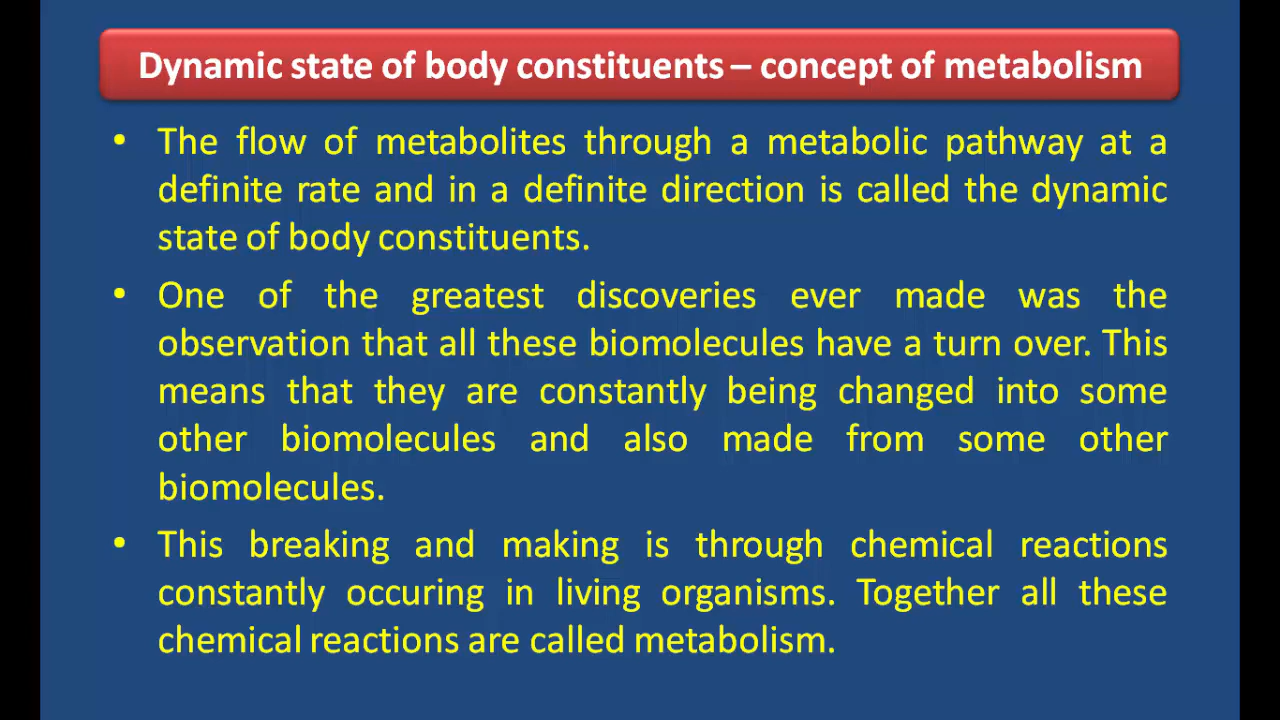 Dynamic state of body constituents – concept of metabolism
• The flow of metabolites through a metabolic pathway at a
definite rate and in a definite direction is called the dynamic
state of body constituents.
• One of the greatest discoveries ever made was the
observation that all these biomolecules have a turn over. This
means that they are constantly being changed into some
other biomolecules and also made from some other
biomolecules.
• This breaking and making is through chemical reactions
constantly occuring in living organisms. Together all these
chemical reactions are called metabolism.